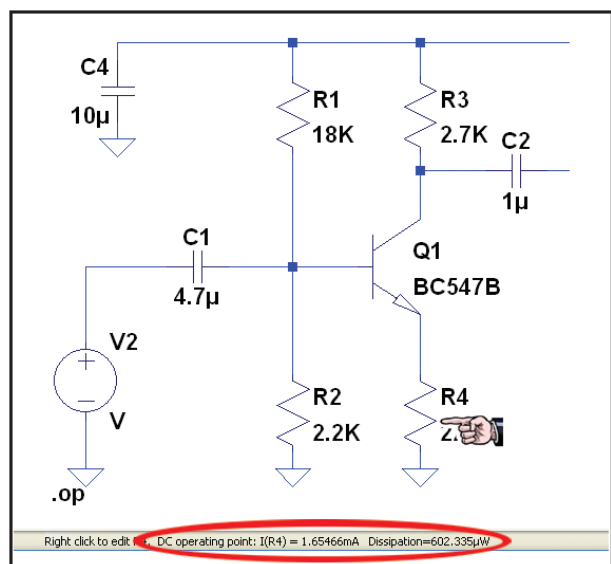 C4
10µ
R1
18K
R3
2.7K
C2
1µ
C1
4.7µ
Q1
BC547B
V2
V
R2
2.2K
R4
.op
Right click to edit DC operating point: I(R4) = 1.65466mA Dissipation=602.335µW